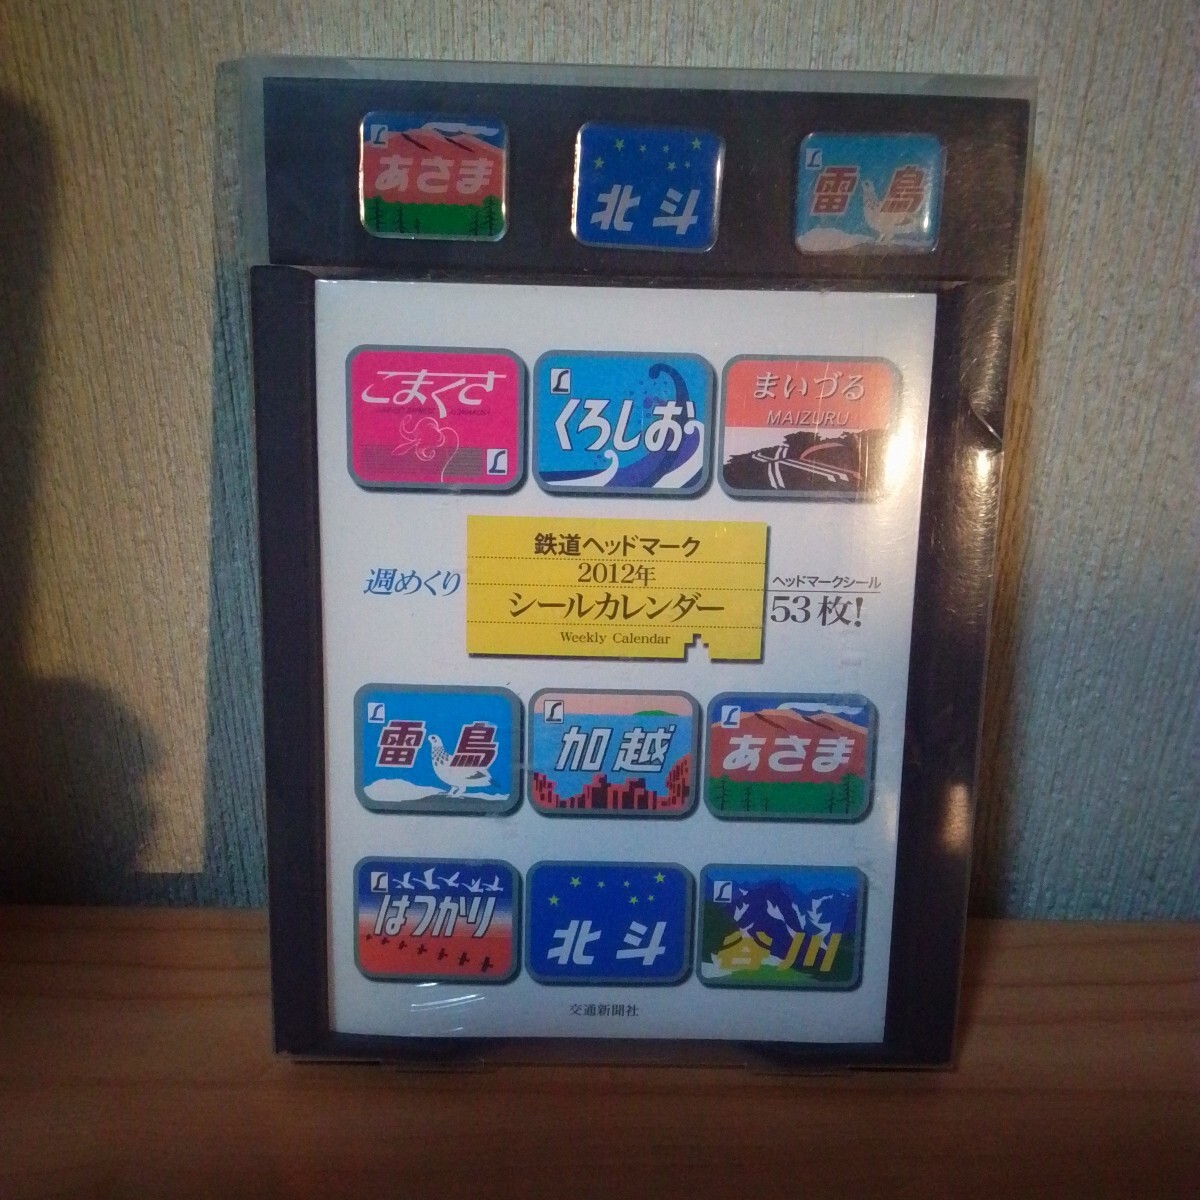 あさま
北斗
雷鳥
こまくさ
くろしお
まいづる
MAIZURU
鉄道ヘッドマーク
週めくり
2012年
シールカレンダー
Weekly Calendar
ヘッドマークシール
53枚!
雷鳥
加越
あさま
はつかり
北斗
谷川
交通新聞社